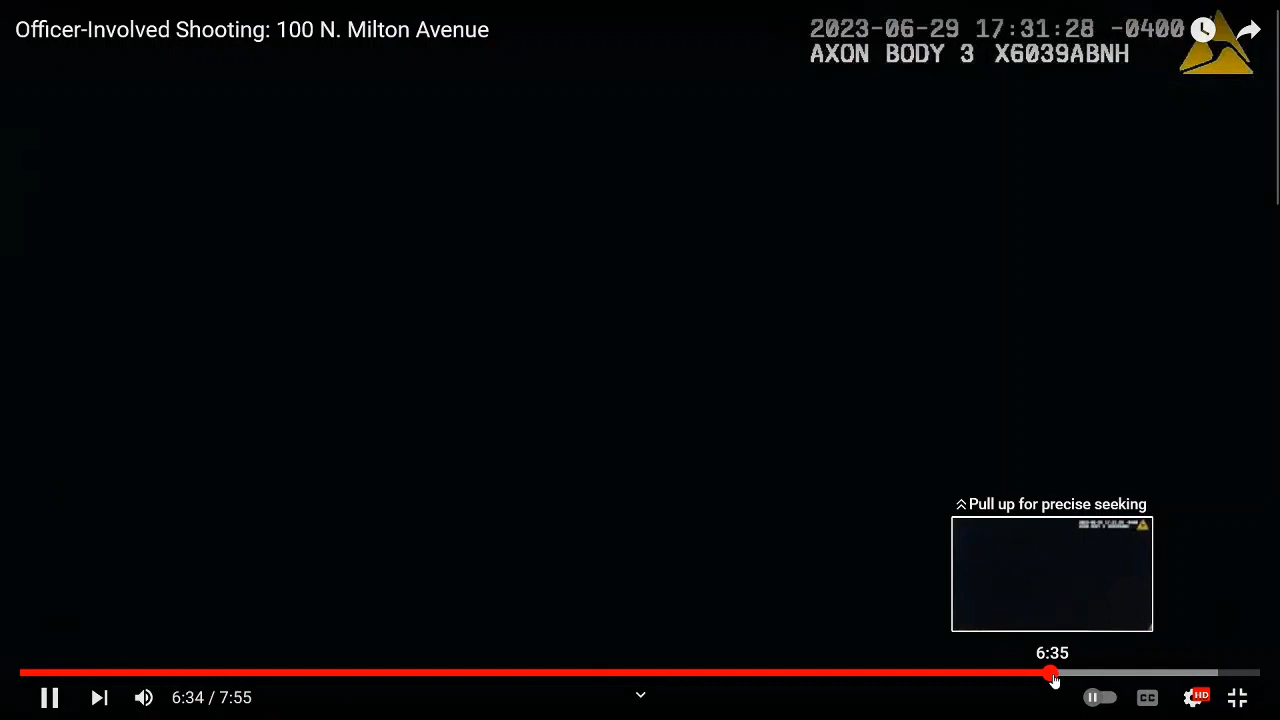 Officer-Involved Shooting: 100 N. Milton Avenue
2023-06-29 17:31:28 -0400
AXON BODY 3 X6039ABNH
Pull up for precise seeking
6:35
6:34 / 7:55
CC
HD